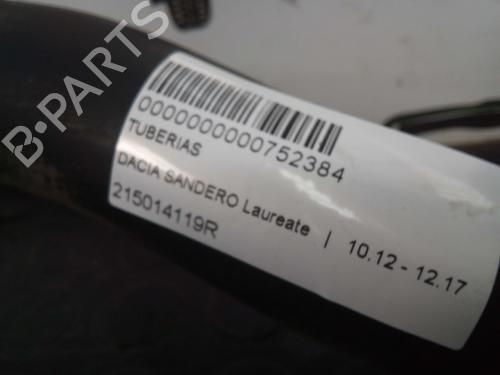 B-PARTS
0000000000752384
TUBERIAS
DACIA SANDERO Laureate | 10.12 - 12.17
215014119R